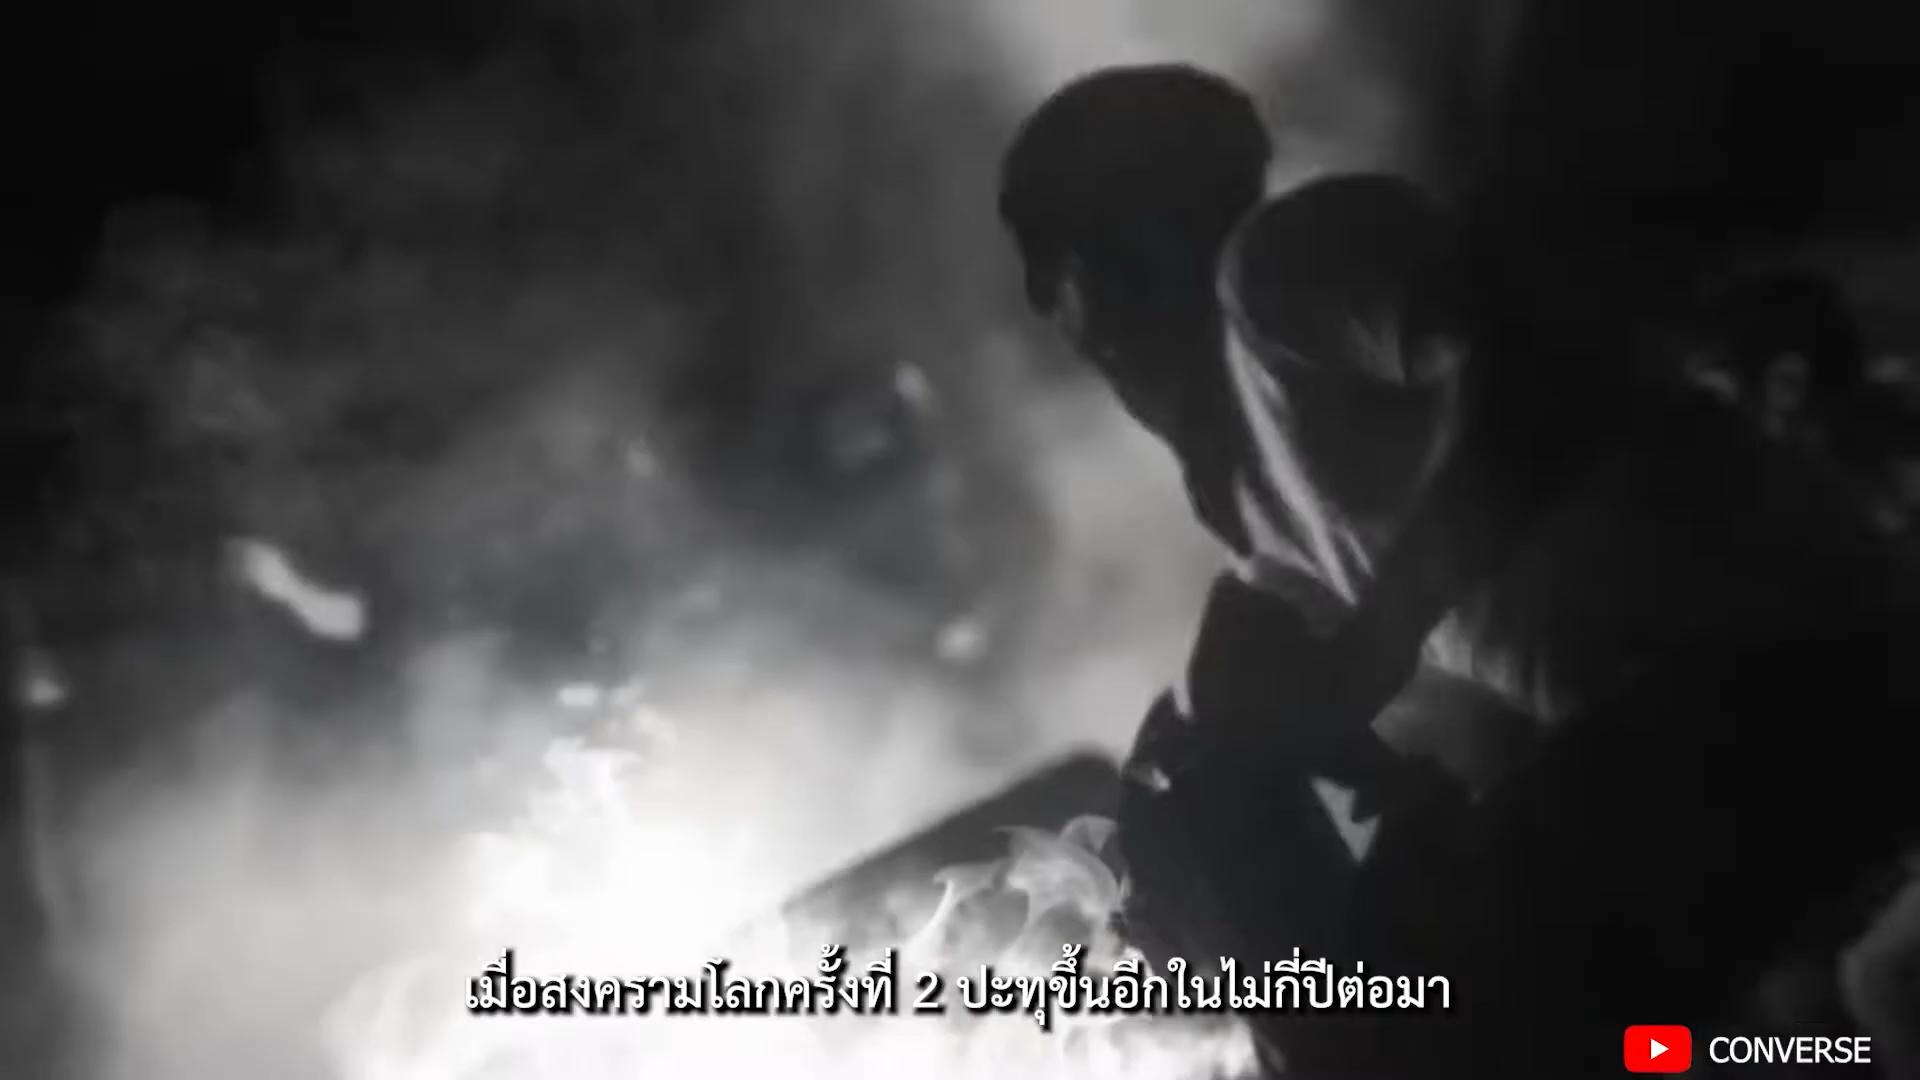 เมื่อสงครามโลกครั้งที่ 2 ปะทุขึ้นอีกในไม่กี่ปีต่อมา
CONVERSE